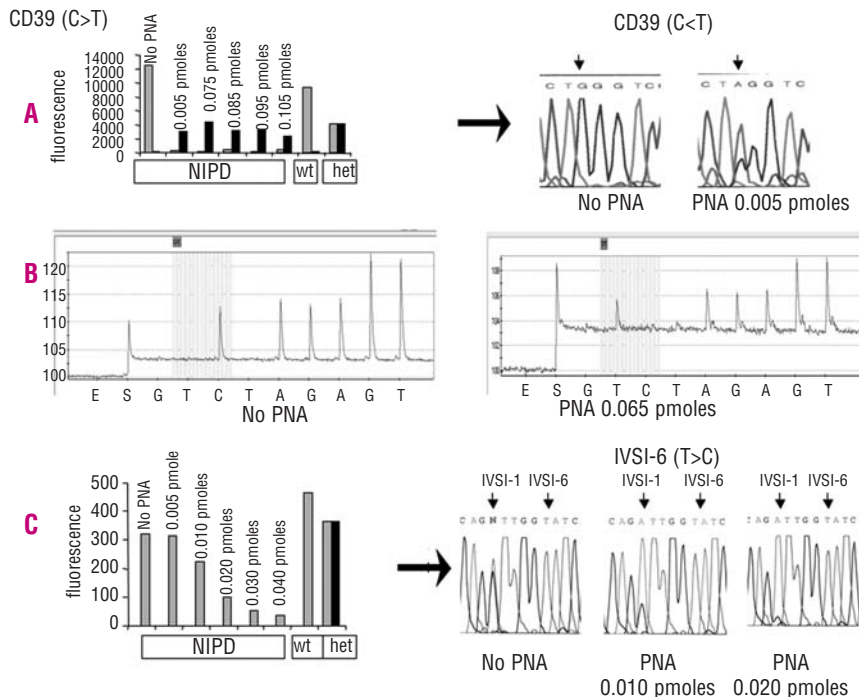 CD39 (C>T)
CD39 (C<T)
A
fluorescence
14000
12000
10000
8000
6000
4000
2000
0
No PNA
0.005 pmoles
0.075 pmoles
0.085 pmoles
0.095 pmoles
0.105 pmoles
NIPD
wt
het
C T G G G T C
C T A G G T C
No PNA
PNA 0.005 pmoles
B
120
115
110
105
100
E S G T C T A G A G T
No PNA
108
106
104
102
100
E S G T C T A G A G T
PNA 0.065 pmoles
C
fluorescence
500
400
300
200
100
0
No PNA
0.005 pmole
0.010 pmoles
0.020 pmoles
0.030 pmoles
0.040 pmoles
NIPD
wt
het
IVSI-6 (T>C)
IVSI-1 IVSI-6
IVSI-1 IVSI-6
IVSI-1 IVSI-6
C A G N T T G G T A T C
C A G A T T G G T A T C
A G A T T G G T A T C
No PNA
PNA
0.010 pmoles
PNA
0.020 pmoles